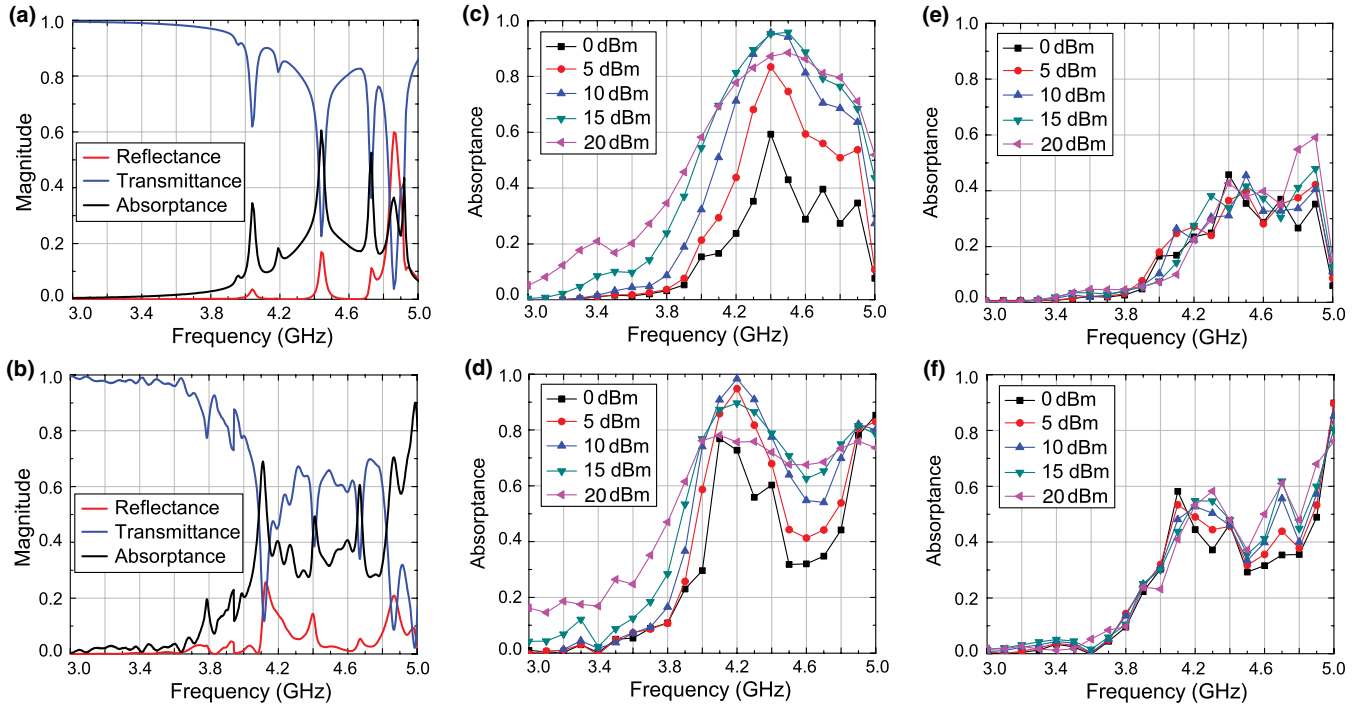 (a)
1.0
0.8
0.6
0.4
0.2
0.0
Magnitude
Reflectance
Transmittance
Absorptance
3.0 3.4 3.8 4.2 4.6 5.0
Frequency (GHz)
(c)
1.0
0.8
0.6
0.4
0.2
0.0
Absorptance
0 dBm
5 dBm
10 dBm
15 dBm
20 dBm
3.0 3.4 3.8 4.2 4.6 5.0
Frequency (GHz)
(e)
1.0
0.8
0.6
0.4
0.2
0.0
Absorptance
0 dBm
5 dBm
10 dBm
15 dBm
20 dBm
3.0 3.4 3.8 4.2 4.6 5.0
Frequency (GHz)
(b)
1.0
0.8
0.6
0.4
0.2
0.0
Magnitude
Reflectance
Transmittance
Absorptance
3.0 3.4 3.8 4.2 4.6 5.0
Frequency (GHz)
(d)
1.0
0.8
0.6
0.4
0.2
0.0
Absorptance
0 dBm
5 dBm
10 dBm
15 dBm
20 dBm
3.0 3.4 3.8 4.2 4.6 5.0
Frequency (GHz)
(f)
1.0
0.8
0.6
0.4
0.2
0.0
Absorptance
0 dBm
5 dBm
10 dBm
15 dBm
20 dBm
3.0 3.4 3.8 4.2 4.6 5.0
Frequency (GHz)